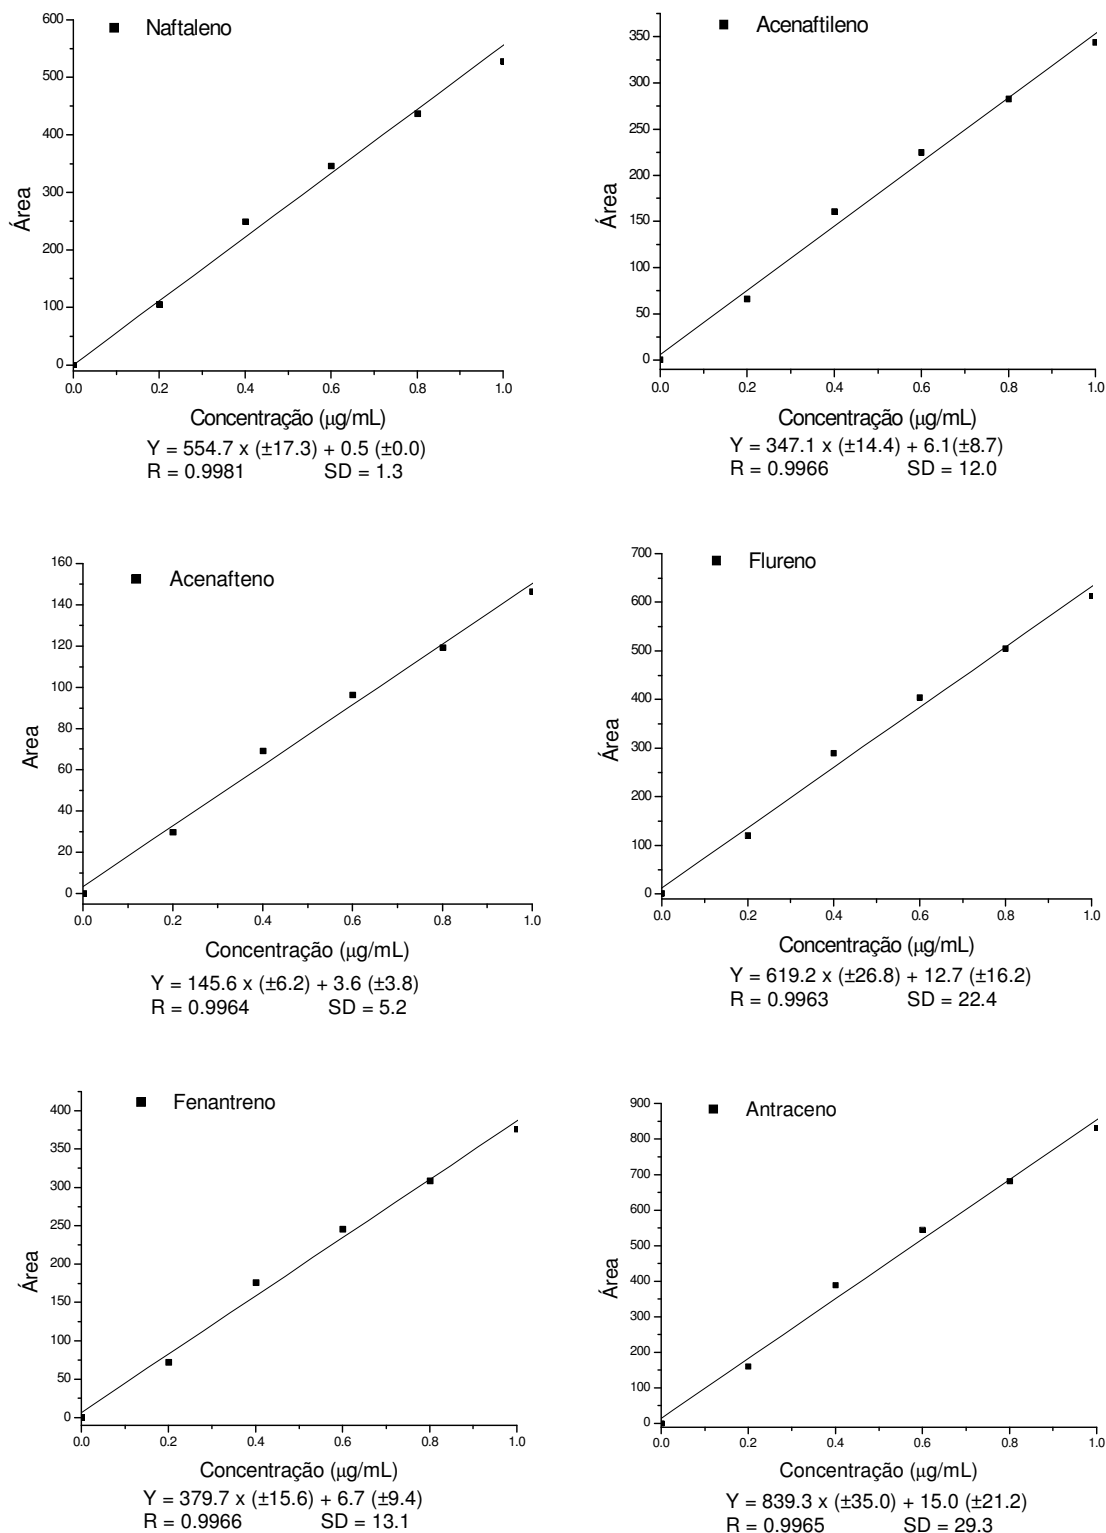 Naftaleno
600
500
400
300
200
100
0
Área
0.0 0.2 0.4 0.6 0.8 1.0
Concentração (μg/mL)
Y = 554.7 x (±17.3) + 0.5 (±0.0)
R = 0.9981 SD = 1.3
Acenaftileno
350
300
250
200
150
100
50
0
Área
0.0 0.2 0.4 0.6 0.8 1.0
Concentração (μg/mL)
Y = 347.1 x (±14.4) + 6.1(±8.7)
R = 0.9966 SD = 12.0
Acenafteno
160
140
120
100
80
60
40
20
0
Área
0.0 0.2 0.4 0.6 0.8 1.0
Concentração (μg/mL)
Y = 145.6 x (±6.2) + 3.6 (±3.8)
R = 0.9964 SD = 5.2
Flureno
700
600
500
400
300
200
100
0
Área
0.0 0.2 0.4 0.6 0.8 1.0
Concentração (μg/mL)
Y = 619.2 x (±26.8) + 12.7 (±16.2)
R = 0.9963 SD = 22.4
Fenantreno
400
350
300
250
200
150
100
50
0
Área
0.0 0.2 0.4 0.6 0.8 1.0
Concentração (μg/mL)
Y = 379.7 x (±15.6) + 6.7 (±9.4)
R = 0.9966 SD = 13.1
Antraceno
900
800
700
600
500
400
300
200
100
0
Área
0.0 0.2 0.4 0.6 0.8 1.0
Concentração (μg/mL)
Y = 839.3 x (±35.0) + 15.0 (±21.2)
R = 0.9965 SD = 29.3